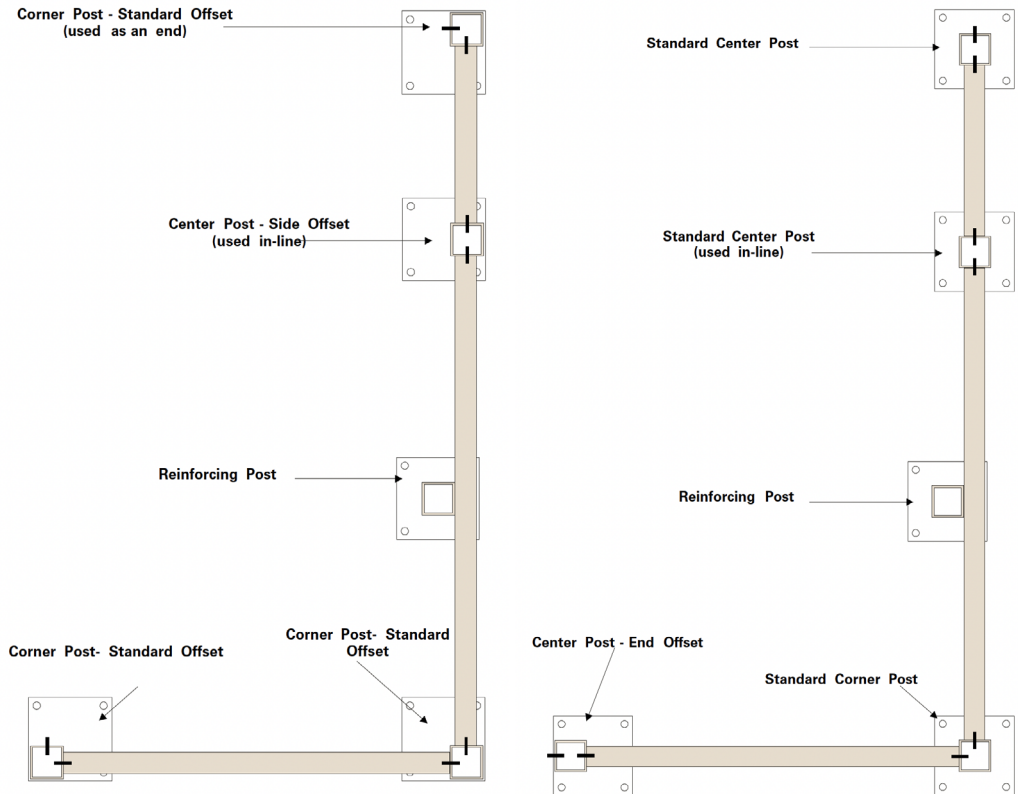 Corner Post - Standard Offset
(used as an end)
Standard Center Post
Center Post - Side Offset
(used in-line)
Standard Center Post
(used in-line)
Reinforcing Post
Reinforcing Post
Corner Post- Standard Offset
Corner Post- Standard
Offset
Center Post - End Offset
Standard Corner Post